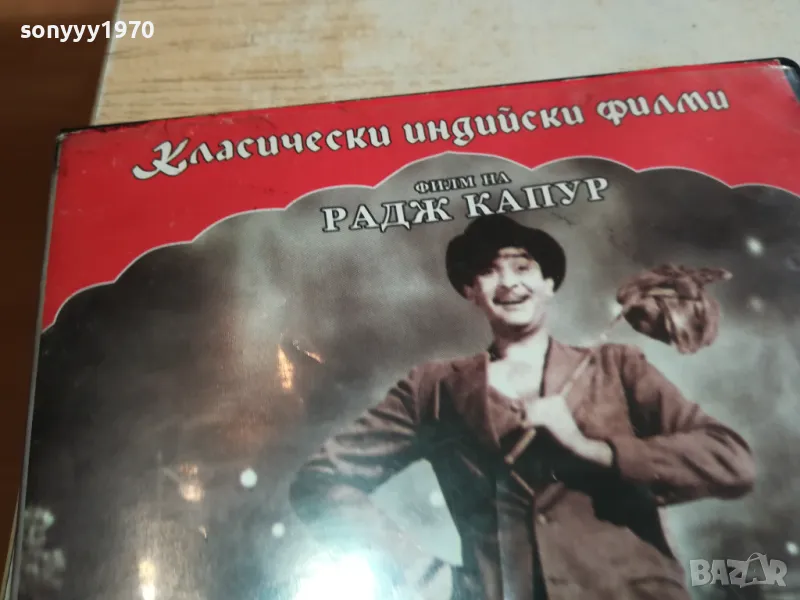 sonyyy1970
Класически индийски филми
ФИЛМ НА
РАДЖ КАПУР
BAZAR